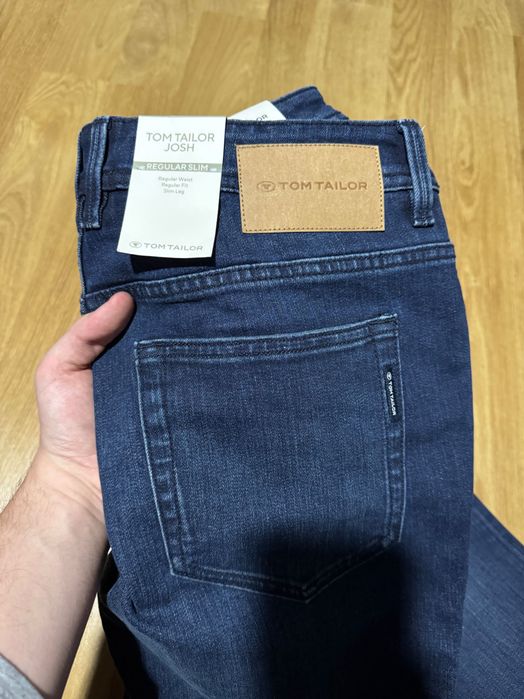 TOM TAILOR
JOSH
REGULAR SLIM
Regular Waist
Regular Fit
Slim Leg
TOM TAILOR
TOM TAILOR
TOM TAILOR